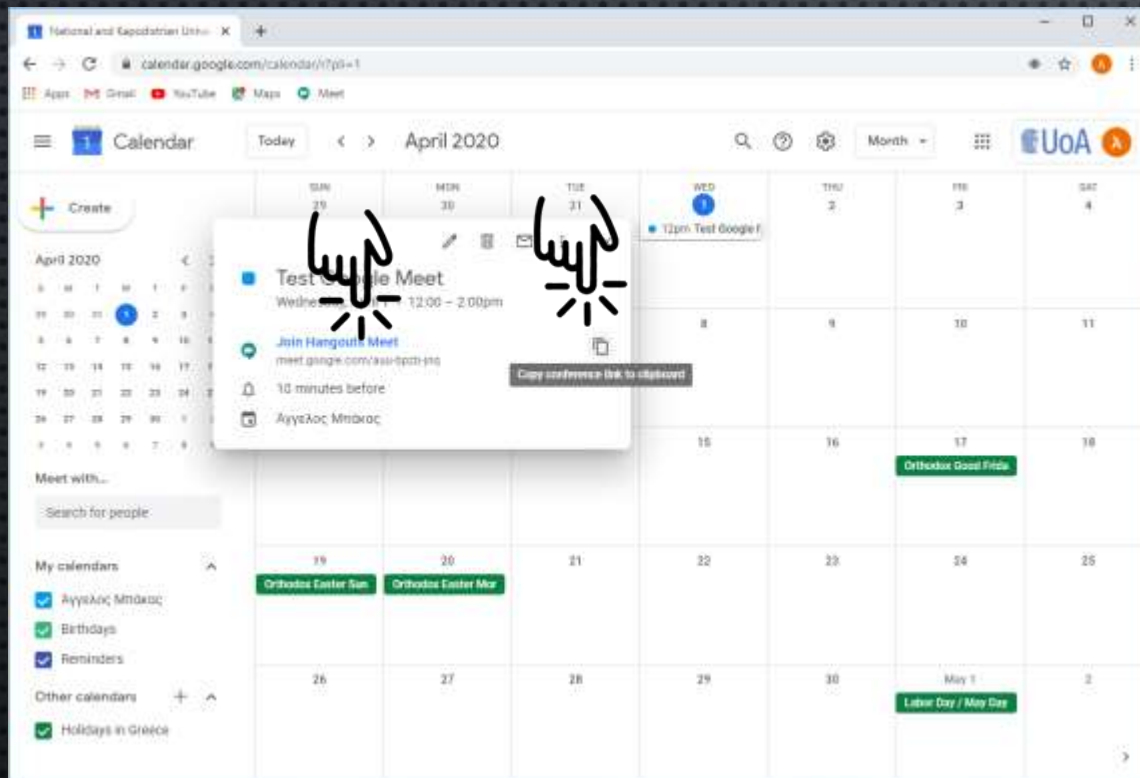 National and Kapodistrian Unive
calendar.google.com/calendar/r?pli=1
Apps Gmail YouTube Maps Meet
Calendar Today April 2020 Month UoA
Create
SUN MON TUE WED THU FRI SAT
29 30 31 1 2 3 4
12pm Test Google
April 2020
Test Google Meet
12:00 – 2:00pm
Join Hangouts Meet
Copy conference link to clipboard
10 minutes before
Αγγελος Μπάκας
8 9 10 11
15 16 17 18
Orthodox Good Frida
Meet with...
Search for people
My calendars
Αγγελος Μπάκας
Birthdays
Reminders
Other calendars
Holidays in Greece
19 20 21 22 23 24 25
Orthodox Easter Sun Orthodox Easter Mor
26 27 28 29 30 May 1 2
Labor Day / May Day